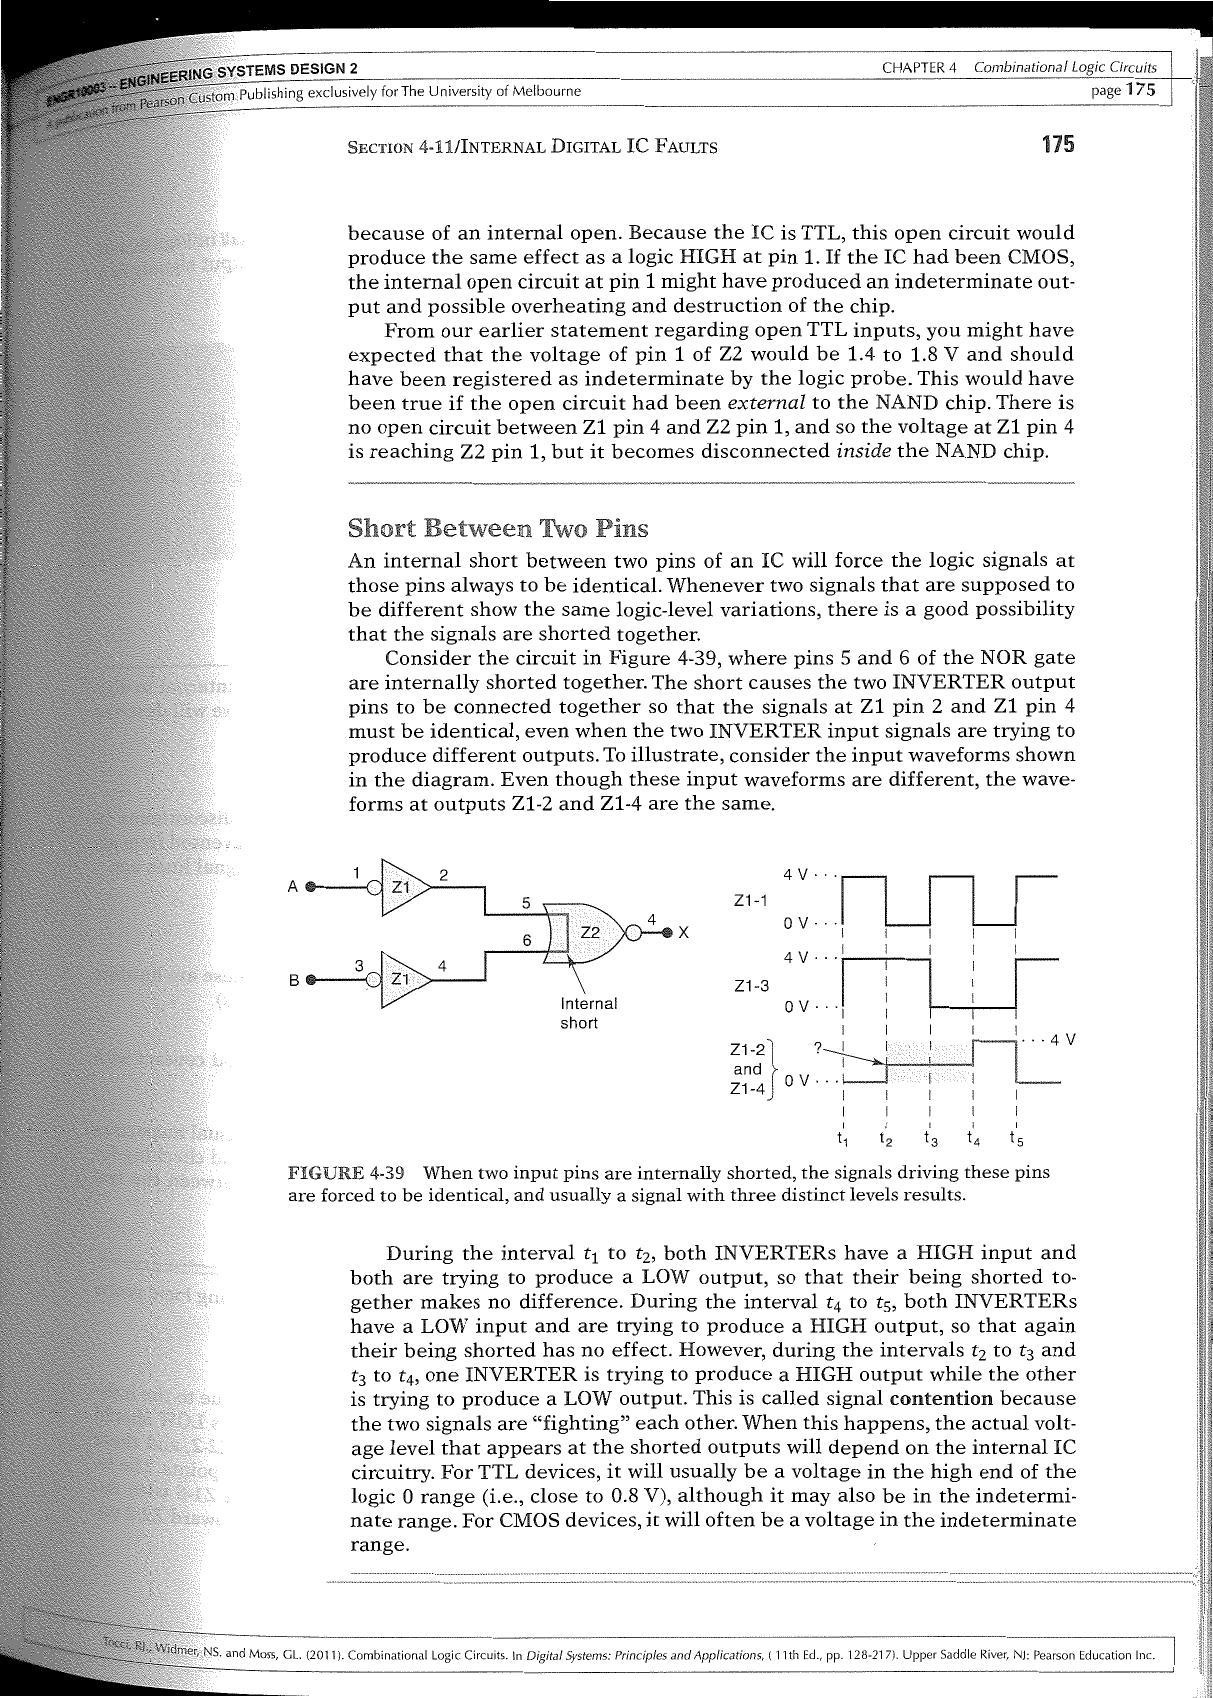 ENGR10003 – ENGINEERING SYSTEMS DESIGN 2
CHAPTER 4 Combinational Logic Circuits
A publication from Pearson Custom Publishing exclusively for The University of Melbourne
page 175
SECTION 4-11/INTERNAL DIGITAL IC FAULTS
175
because of an internal open. Because the IC is TTL, this open circuit would
produce the same effect as a logic HIGH at pin 1. If the IC had been CMOS,
the internal open circuit at pin 1 might have produced an indeterminate out-
put and possible overheating and destruction of the chip.
From our earlier statement regarding open TTL inputs, you might have
expected that the voltage of pin 1 of Z2 would be 1.4 to 1.8 V and should
have been registered as indeterminate by the logic probe. This would have
been true if the open circuit had been external to the NAND chip. There is
no open circuit between Z1 pin 4 and Z2 pin 1, and so the voltage at Z1 pin 4
is reaching Z2 pin 1, but it becomes disconnected inside the NAND chip.
Short Between Two Pins
An internal short between two pins of an IC will force the logic signals at
those pins always to be identical. Whenever two signals that are supposed to
be different show the same logic-level variations, there is a good possibility
that the signals are shorted together.
Consider the circuit in Figure 4-39, where pins 5 and 6 of the NOR gate
are internally shorted together. The short causes the two INVERTER output
pins to be connected together so that the signals at Z1 pin 2 and Z1 pin 4
must be identical, even when the two INVERTER input signals are trying to
produce different outputs. To illustrate, consider the input waveforms shown
in the diagram. Even though these input waveforms are different, the wave-
forms at outputs Z1-2 and Z1-4 are the same.
A 1 Z1 2
5
6
Z2 4 X
B 3 Z1 4
Internal
short
Z1-1
4 V
0 V
Z1-3
4 V
0 V
Z1-2
and
Z1-4
?
4 V
0 V
t1 t2 t3 t4 t5
FIGURE 4-39 When two input pins are internally shorted, the signals driving these pins
are forced to be identical, and usually a signal with three distinct levels results.
During the interval t1 to t2, both INVERTERs have a HIGH input and
both are trying to produce a LOW output, so that their being shorted to-
gether makes no difference. During the interval t4 to t5, both INVERTERs
have a LOW input and are trying to produce a HIGH output, so that again
their being shorted has no effect. However, during the intervals t2 to t3 and
t3 to t4, one INVERTER is trying to produce a HIGH output while the other
is trying to produce a LOW output. This is called signal contention because
the two signals are “fighting” each other. When this happens, the actual volt-
age level that appears at the shorted outputs will depend on the internal IC
circuitry. For TTL devices, it will usually be a voltage in the high end of the
logic 0 range (i.e., close to 0.8 V), although it may also be in the indetermi-
nate range. For CMOS devices, it will often be a voltage in the indeterminate
range.
Tocci, RJ., Widmer, NS. and Moss, GL. (2011). Combinational Logic Circuits. In Digital Systems: Principles and Applications, ( 11th Ed., pp. 128-217). Upper Saddle River, NJ: Pearson Education Inc.